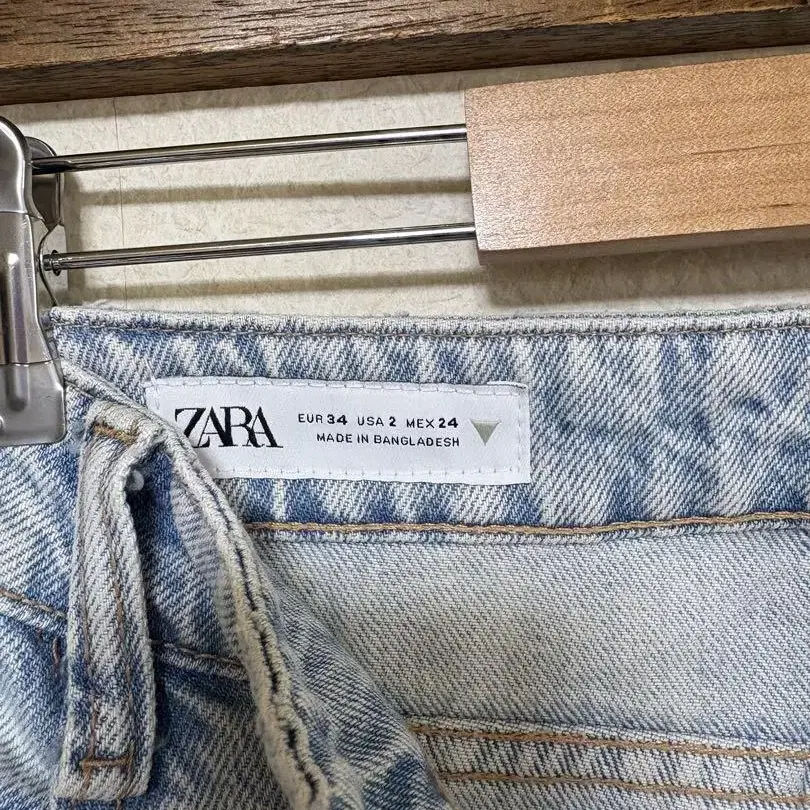 ZARA
EUR 34 USA 2 MEX 24
MADE IN BANGLADESH